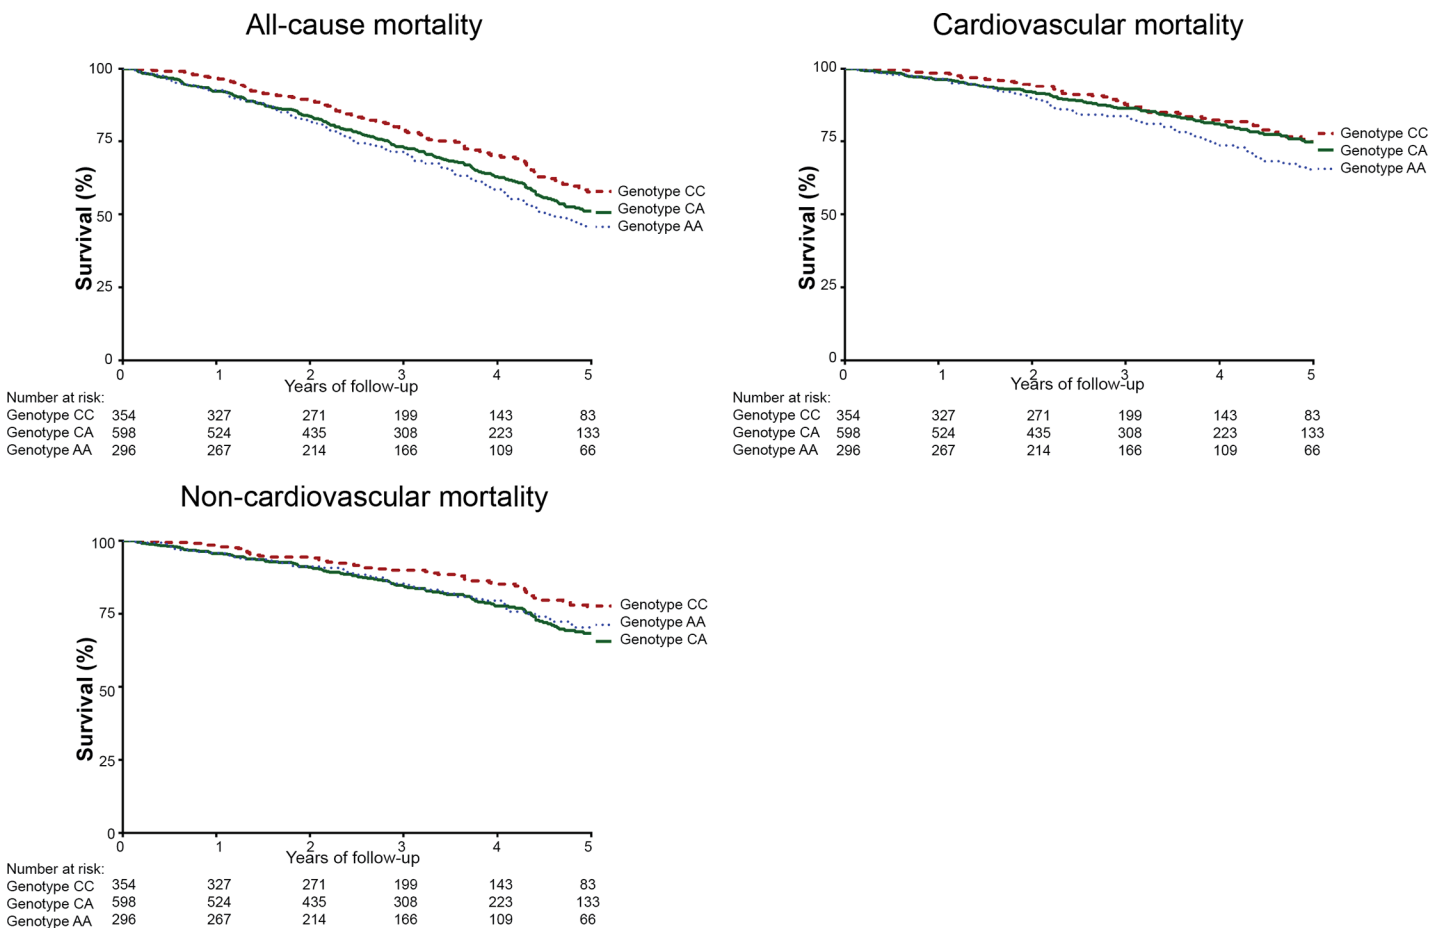 All-cause mortality
100
75
50
25
0
Survival (%)
0 1 2 3 4 5
Years of follow-up
Genotype CC
Genotype CA
Genotype AA
Number at risk:
Genotype CC 354 327 271 199 143 83
Genotype CA 598 524 435 308 223 133
Genotype AA 296 267 214 166 109 66
Cardiovascular mortality
100
75
50
25
0
Survival (%)
0 1 2 3 4 5
Years of follow-up
Genotype CC
Genotype CA
Genotype AA
Number at risk:
Genotype CC 354 327 271 199 143 83
Genotype CA 598 524 435 308 223 133
Genotype AA 296 267 214 166 109 66
Non-cardiovascular mortality
100
75
50
25
0
Survival (%)
0 1 2 3 4 5
Years of follow-up
Genotype CC
Genotype AA
Genotype CA
Number at risk:
Genotype CC 354 327 271 199 143 83
Genotype CA 598 524 435 308 223 133
Genotype AA 296 267 214 166 109 66